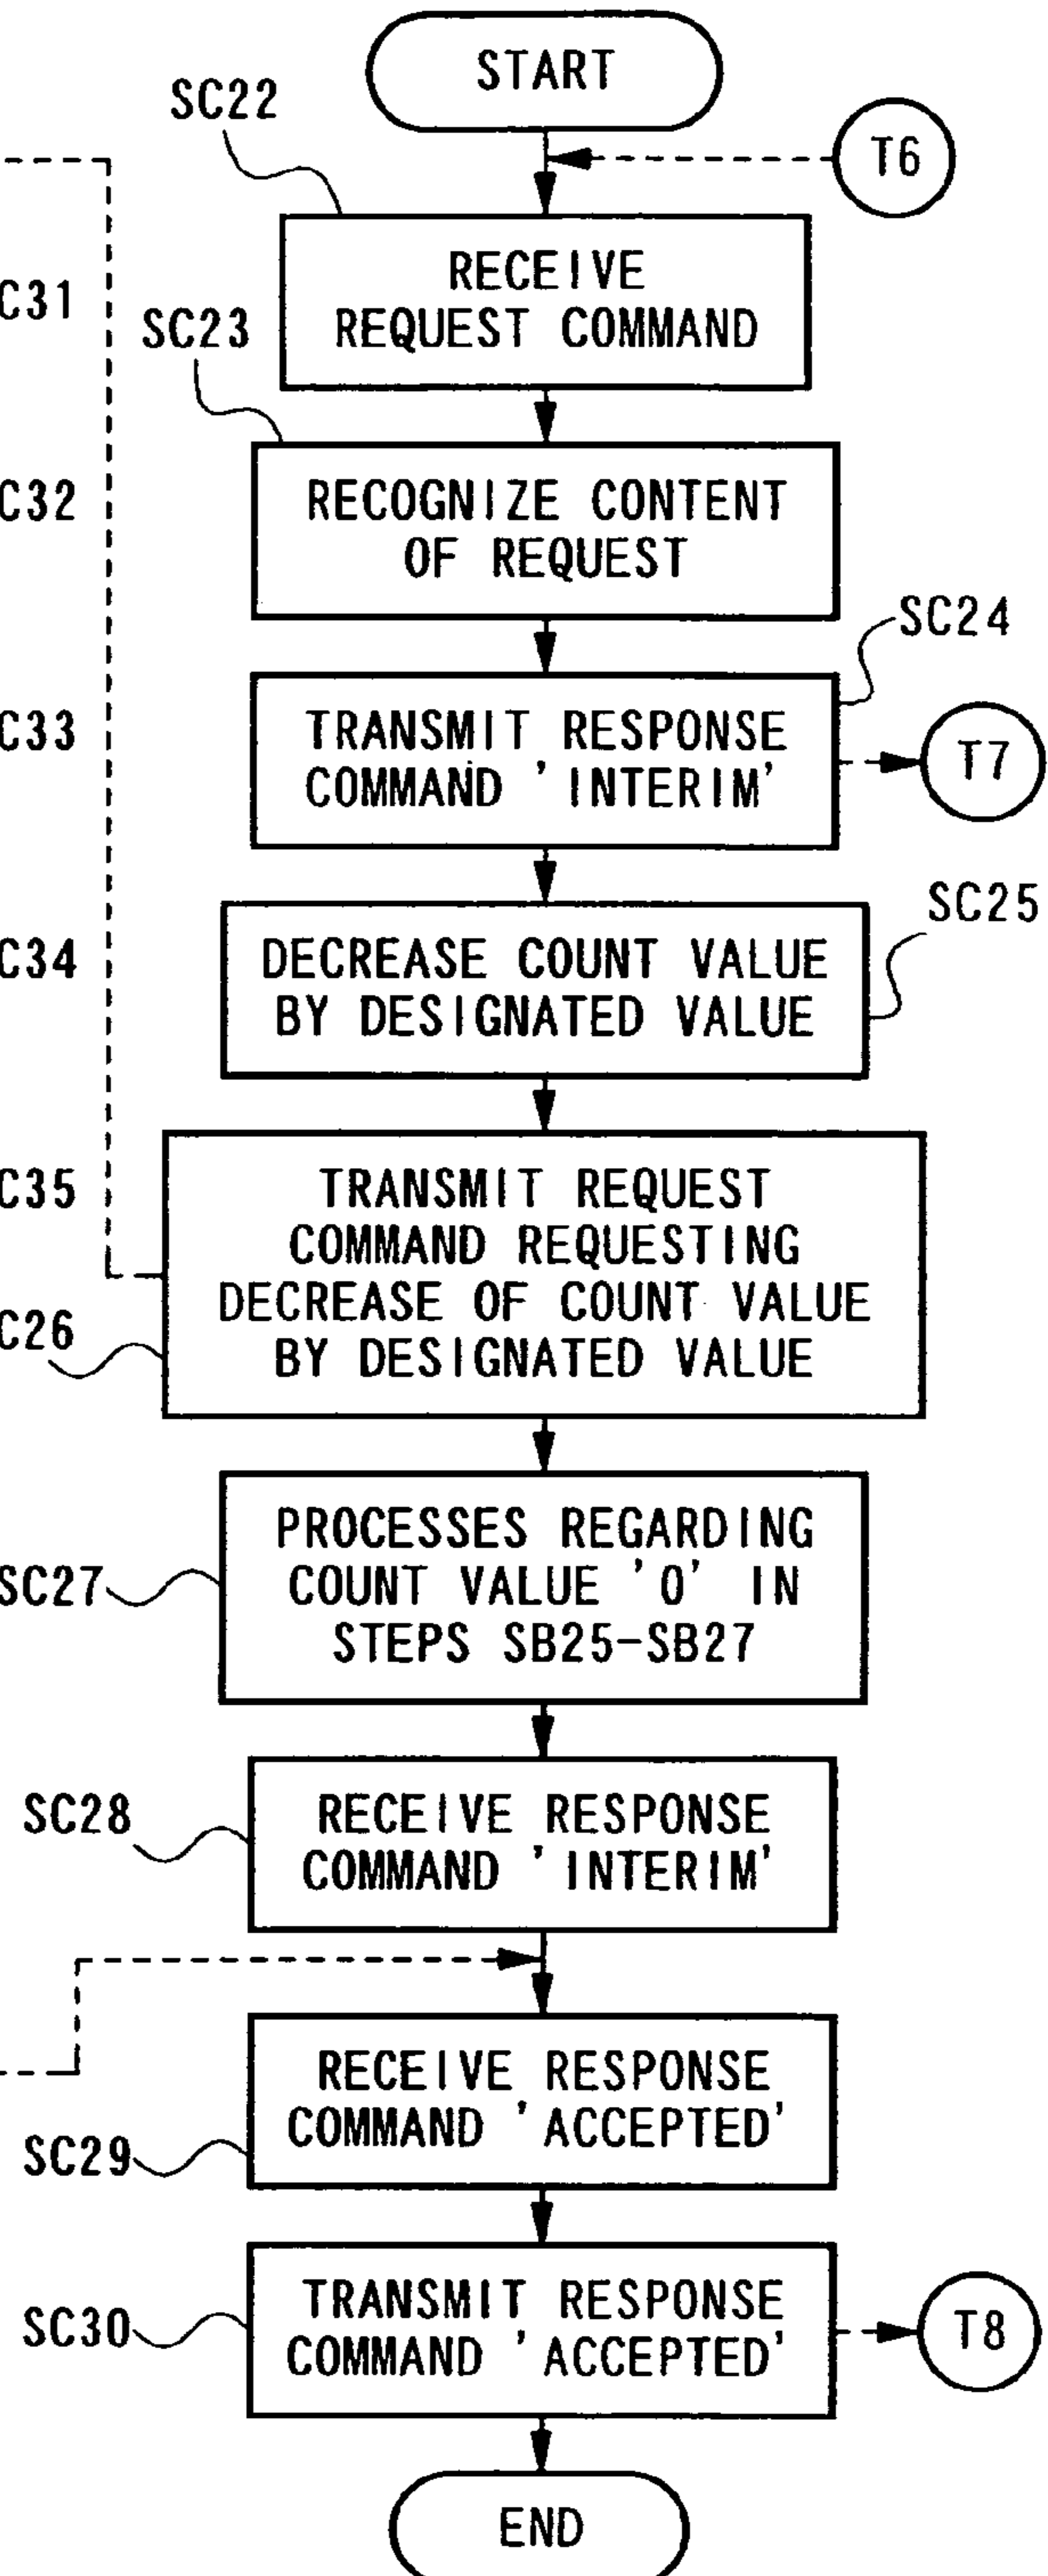 START
SC22
T6
RECEIVE
REQUEST COMMAND
C31
SC23
RECOGNIZE CONTENT
OF REQUEST
C32
SC24
TRANSMIT RESPONSE
COMMAND 'INTERIM'
C33
T7
SC25
DECREASE COUNT VALUE
BY DESIGNATED VALUE
C34
TRANSMIT REQUEST
COMMAND REQUESTING
DECREASE OF COUNT VALUE
BY DESIGNATED VALUE
C35
C26
PROCESSES REGARDING
COUNT VALUE '0' IN
STEPS SB25-SB27
SC27
SC28
RECEIVE RESPONSE
COMMAND 'INTERIM'
RECEIVE RESPONSE
COMMAND 'ACCEPTED'
SC29
TRANSMIT RESPONSE
COMMAND 'ACCEPTED'
SC30
T8
END